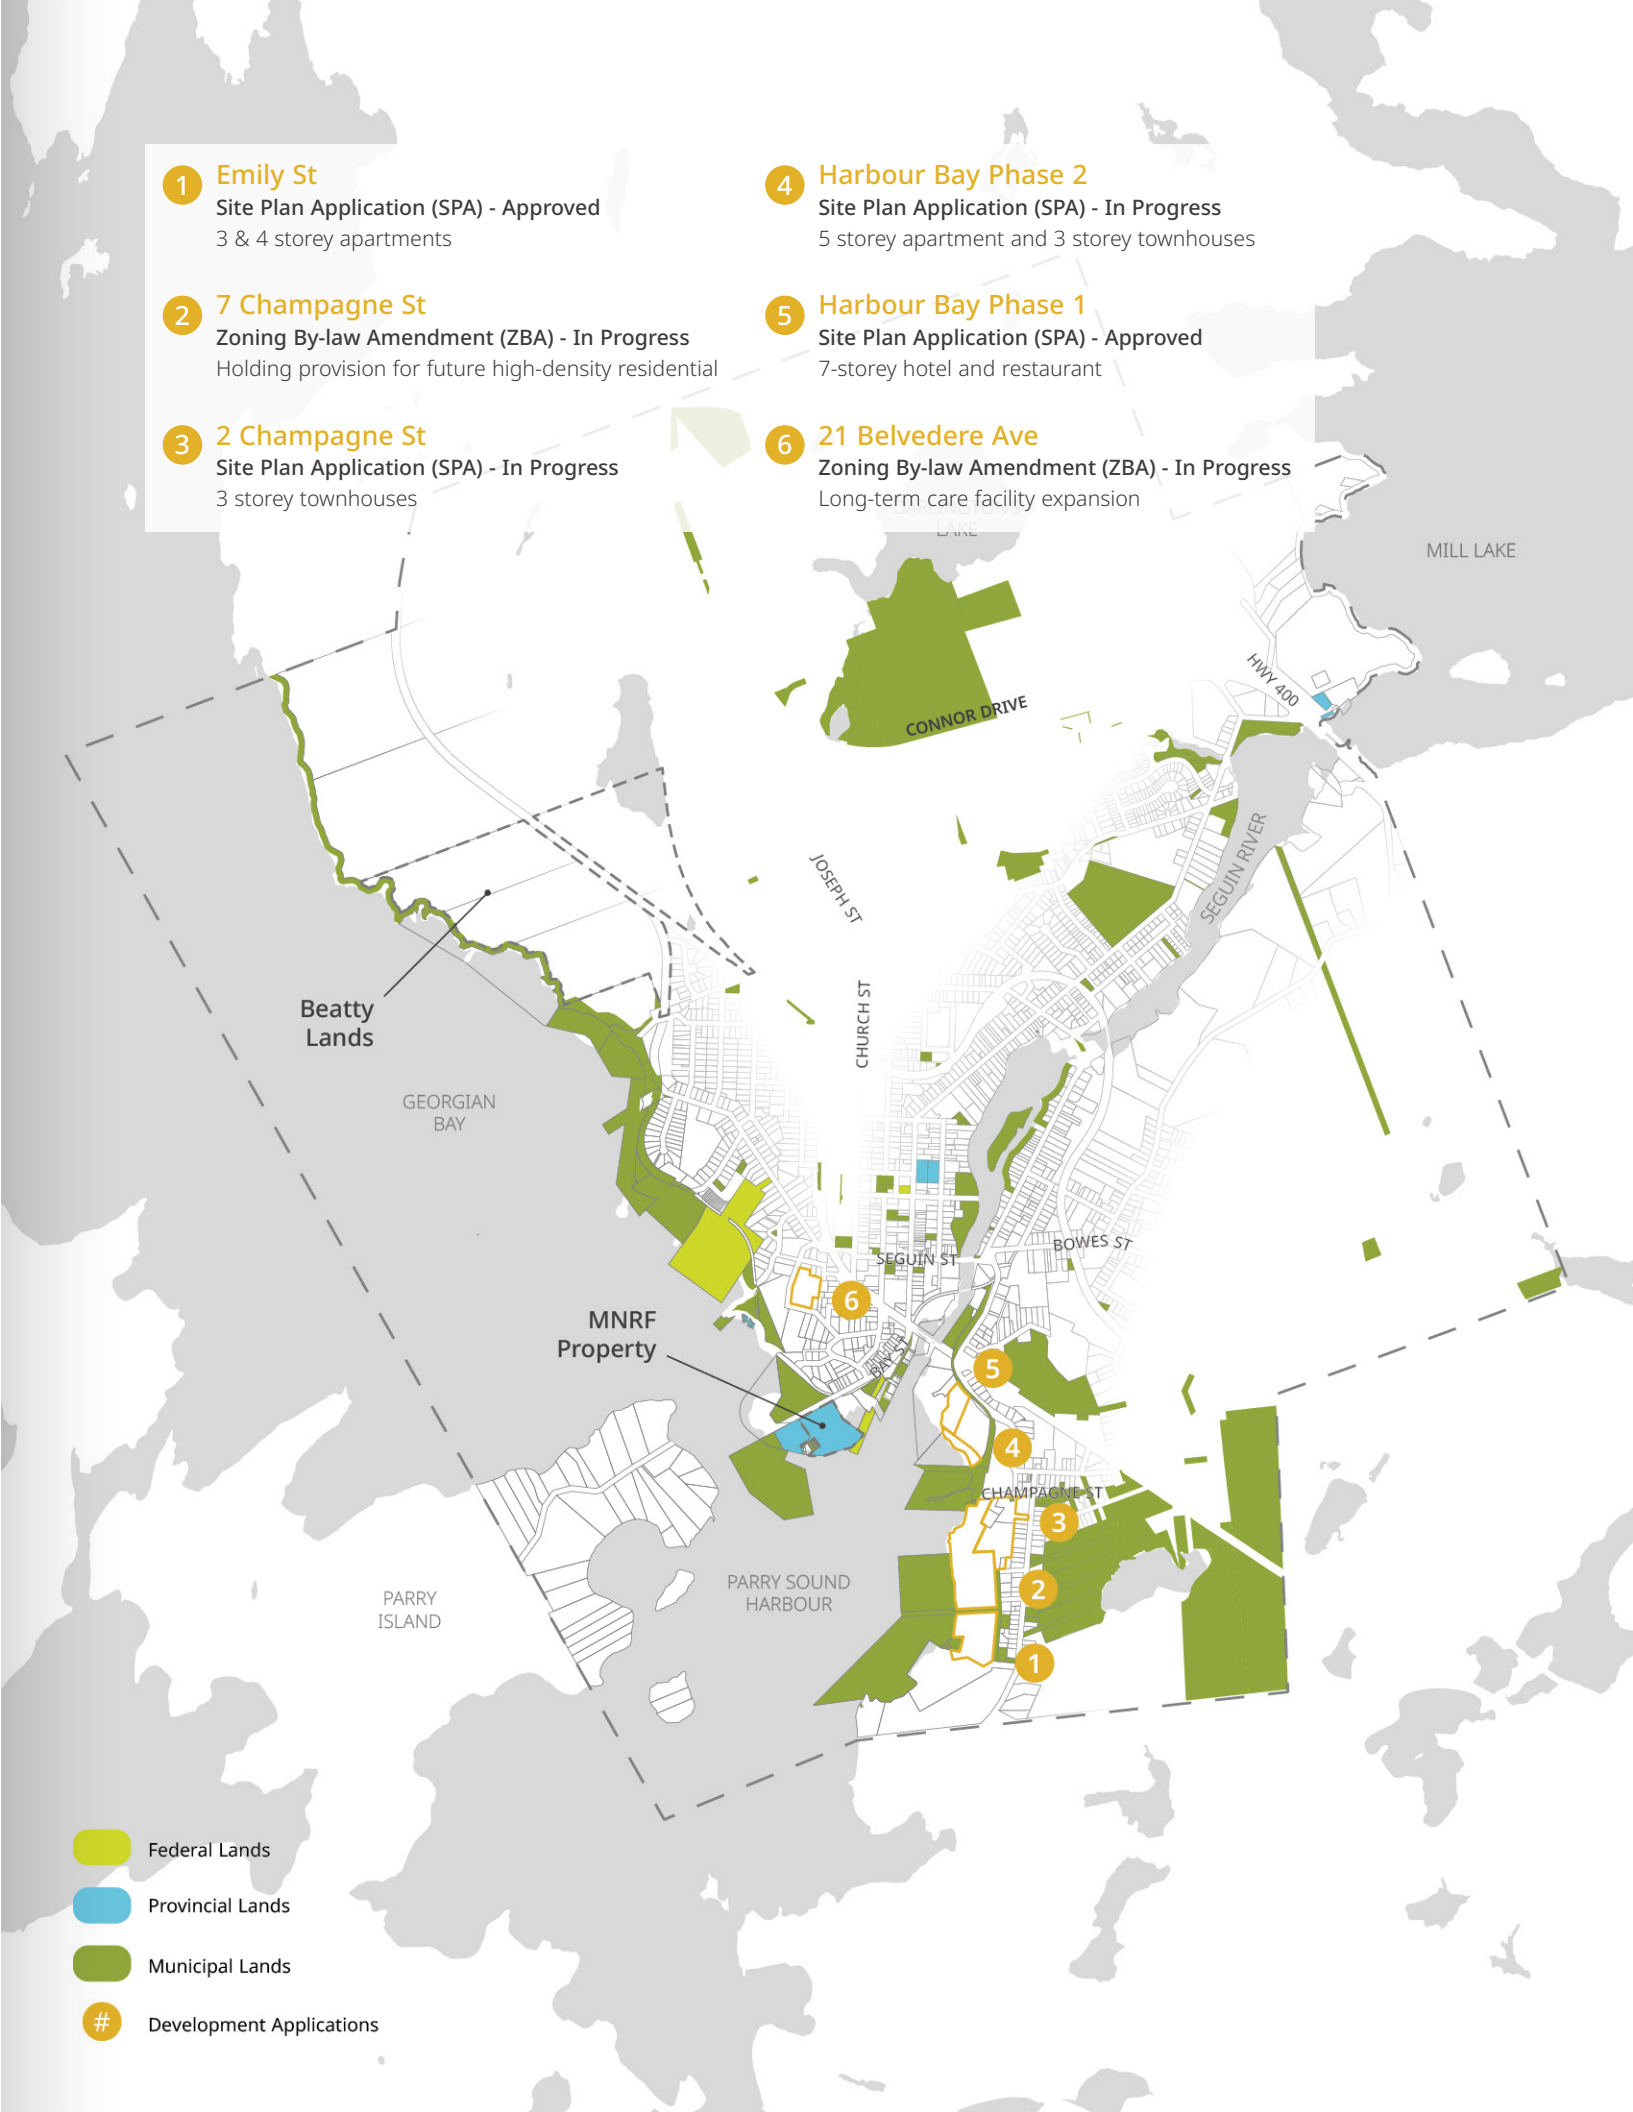 1
Emily St
Site Plan Application (SPA) - Approved
3 & 4 storey apartments
2
7 Champagne St
Zoning By-law Amendment (ZBA) - In Progress
Holding provision for future high-density residential
3
2 Champagne St
Site Plan Application (SPA) - In Progress
3 storey townhouses
4
Harbour Bay Phase 2
Site Plan Application (SPA) - In Progress
5 storey apartment and 3 storey townhouses
5
Harbour Bay Phase 1
Site Plan Application (SPA) - Approved
7-storey hotel and restaurant
6
21 Belvedere Ave
Zoning By-law Amendment (ZBA) - In Progress
Long-term care facility expansion
LAKE
MILL LAKE
HWY 400
CONNOR DRIVE
SEGUIN RIVER
JOSEPH ST
CHURCH ST
Beatty
Lands
GEORGIAN
BAY
BOWES ST
SEGUIN ST
6
MNRF
Property
BAY ST
5
4
CHAMPAGNE ST
3
2
PARRY SOUND
HARBOUR
PARRY
ISLAND
1
Federal Lands
Provincial Lands
Municipal Lands
#
Development Applications